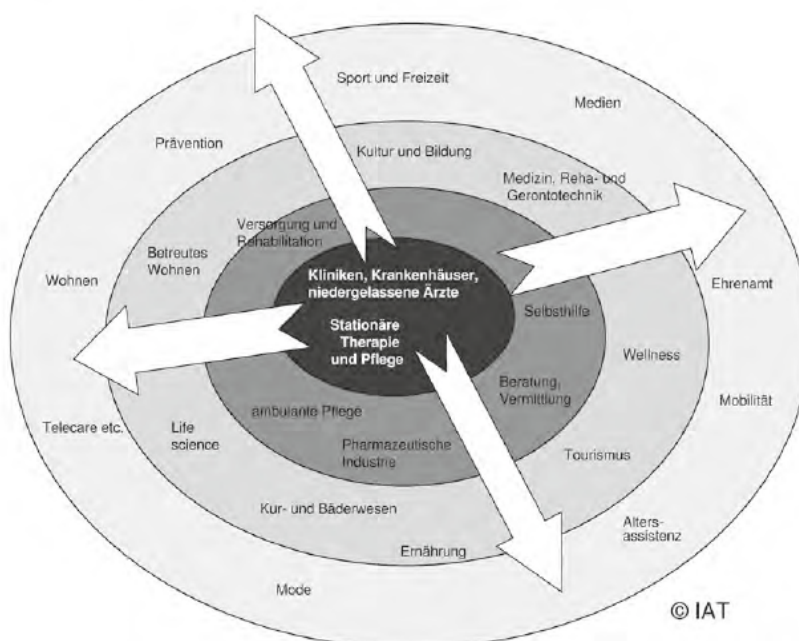 Sport und Freizeit
Medien
Prävention
Kultur und Bildung
Medizin, Reha- und
Gerontotechnik
Versorgung und
Rehabilitation
Betreutes
Wohnen
Wohnen
Kliniken, Krankenhäuser,
niedergelassene Ärzte
Ehrenamt
Selbsthilfe
Stationäre
Therapie
und Pflege
Wellness
Beratung,
Vermittlung
Mobilität
ambulante Pflege
Telecare etc.
Life
science
Pharmazeutische
Industrie
Tourismus
Kur- und Bäderwesen
Alters-
assistenz
Ernährung
Mode
© IAT